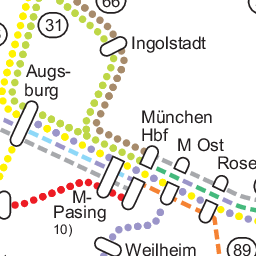 66
31
Ingolstadt
Augs-
burg
München
Hbf
M Ost
Rose
M-
Pasing
10)
Weilheim
89